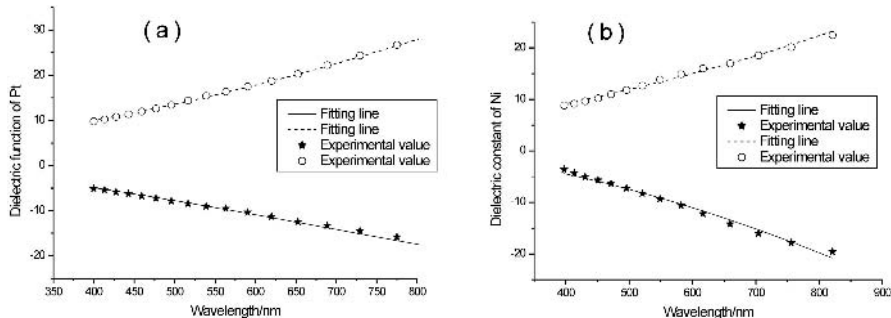 (a)
Dielectric function of Pt
30
20
10
0
-10
-20
Fitting line
Fitting line
Experimental value
Experimental value
350 400 450 500 550 600 650 700 750 800
Wavelength/nm
(b)
Dielectric constant of Ni
20
10
0
-10
-20
Fitting line
Experimental value
Fitting line
Experimental value
400 500 600 700 800 900
Wavelength/nm